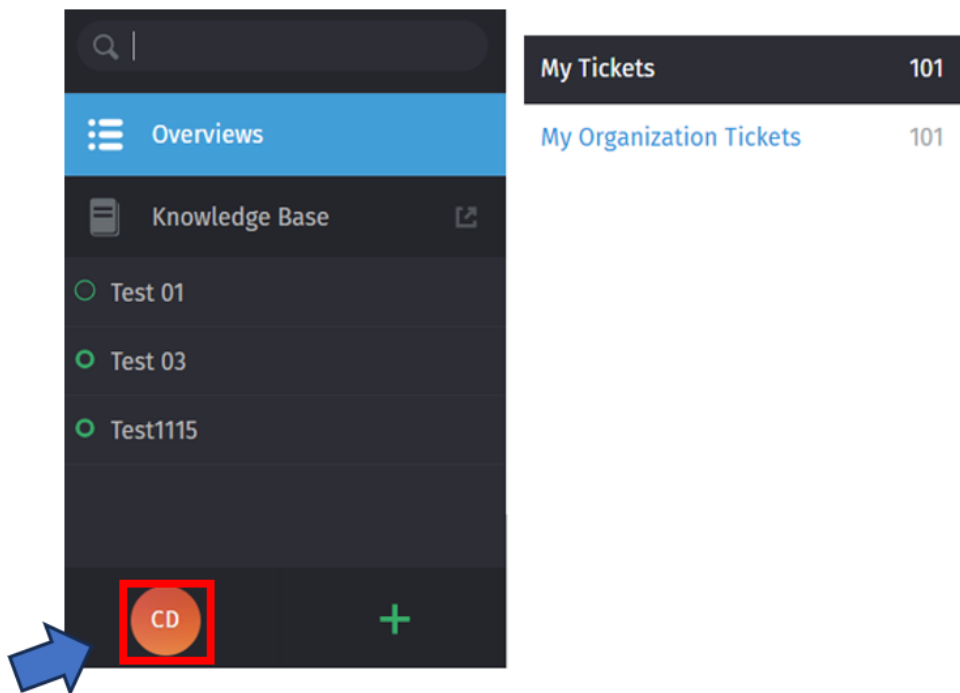 Overviews
Knowledge Base
Test 01
Test 03
Test1115
CD
My Tickets 101
My Organization Tickets 101